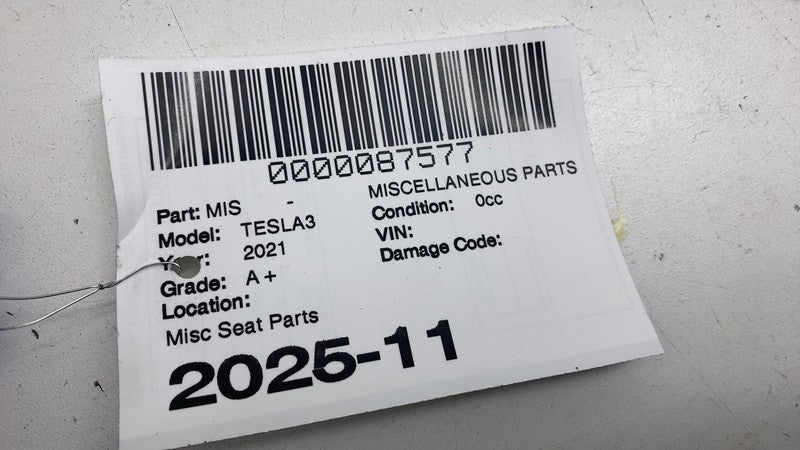 0000087577
Part: MIS - MISCELLANEOUS PARTS
Model: TESLA3 Condition: 0cc
Year: 2021 VIN:
Grade: A+ Damage Code:
Location:
Misc Seat Parts
2025-11